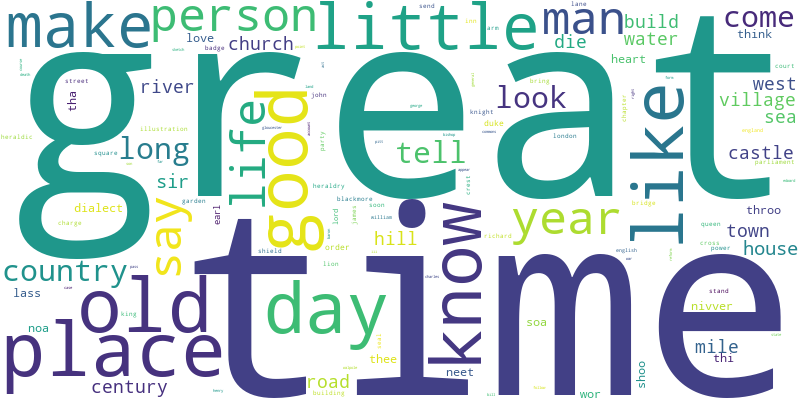 make
person
little
man
build
come
water
think
die
send
lane
arm
love
badge
church
great
heart
street
tha
river
life
good
look
west
village
sea
heraldic
illustration
john
party
knight
duke
london
bring
chapter
court
england
parliament
square
long
tell
like
castle
sir
heraldry
blackmore
crest
appear
garden
dialect
charge
say
earl
lord
james
soon
william
know
year
throo
queen
bridge
town
cross
power
house
country
shield
order
hill
lion
richard
english
lass
old
time
day
stand
nivver
noa
king
soa
place
thee
mile
thi
century
road
building
neet
wor
shoo